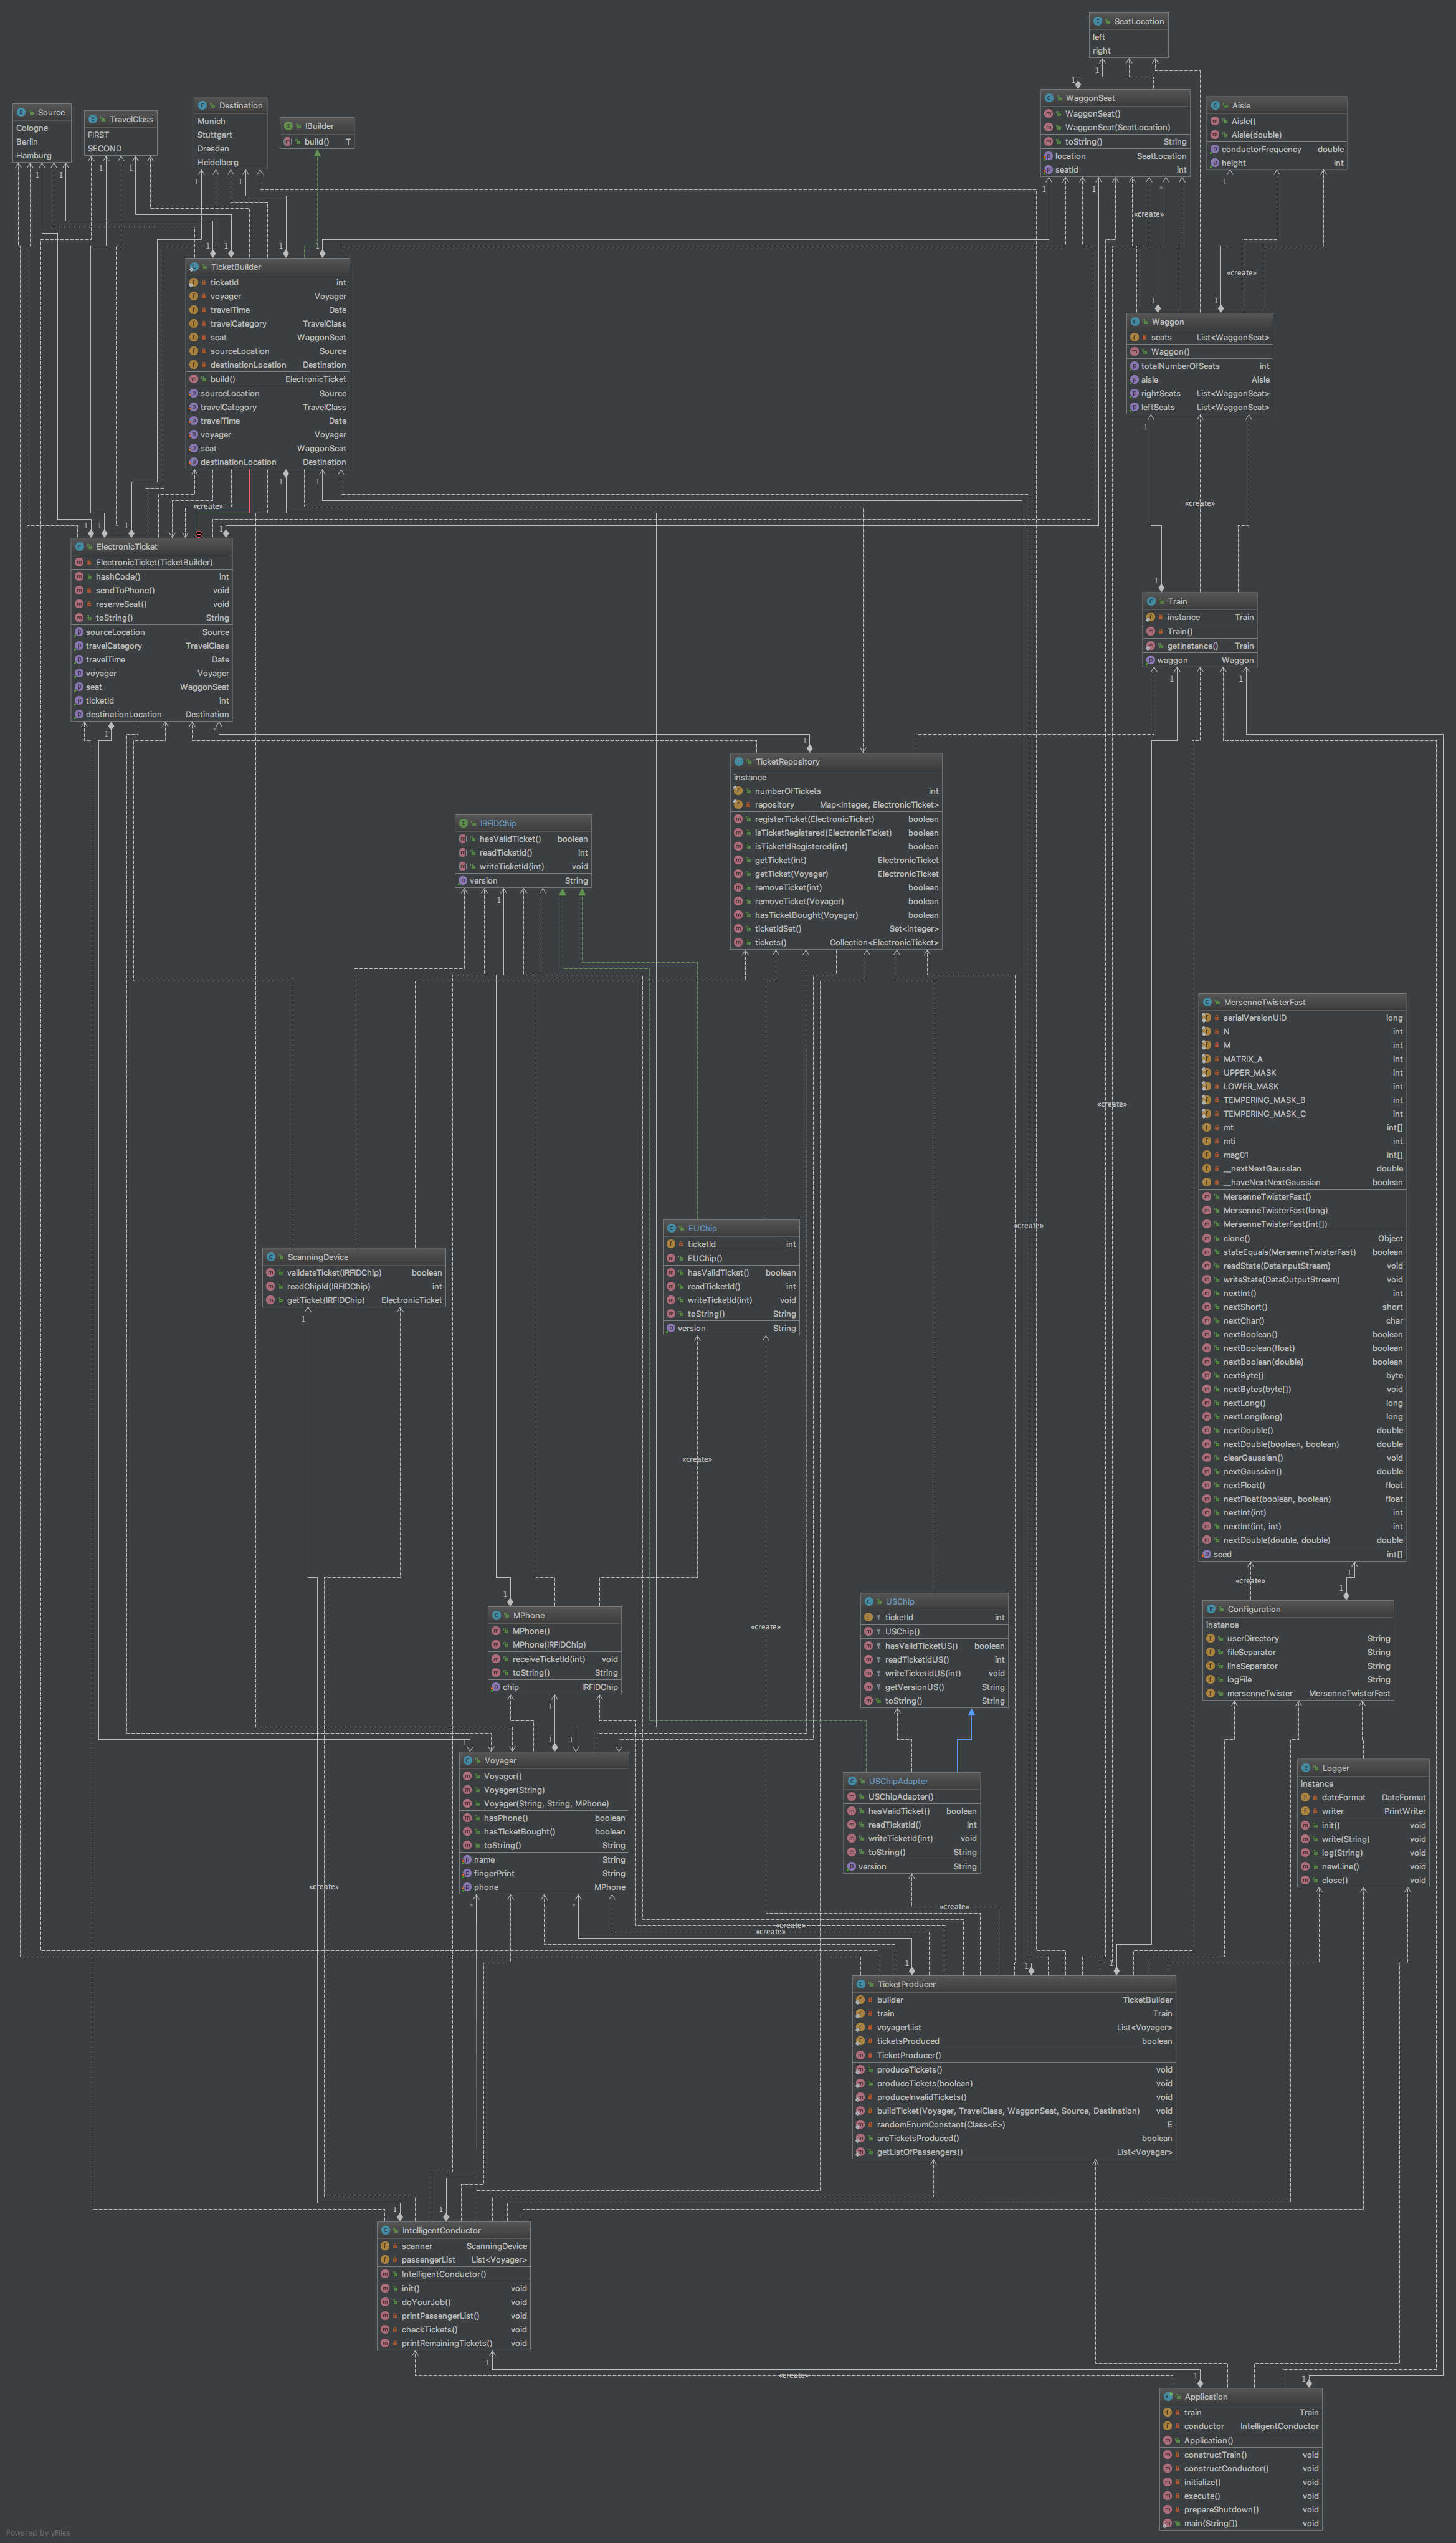 SeatLocation
left
right
Source
Cologne
Berlin
Hamburg
TravelClass
FIRST
SECOND
Destination
Munich
Stuttgart
Dresden
Heidelberg
IBuilder
build() T
WaggonSeat
WaggonSeat()
WaggonSeat(SeatLocation)
toString() String
location SeatLocation
seatId int
Aisle
Aisle()
Aisle(double)
conductorFrequency double
height int
«create»
«create»
TicketBuilder
ticketId int
voyager Voyager
travelTime Date
travelCategory TravelClass
seat WaggonSeat
sourceLocation Source
destinationLocation Destination
build() ElectronicTicket
sourceLocation Source
travelCategory TravelClass
travelTime Date
voyager Voyager
seat WaggonSeat
destinationLocation Destination
Waggon
seats List<WaggonSeat>
Waggon()
totalNumberOfSeats int
aisle Aisle
rightSeats List<WaggonSeat>
leftSeats List<WaggonSeat>
«create»
«create»
ElectronicTicket
ElectronicTicket(TicketBuilder)
hashCode() int
sendToPhone() void
reserveSeat() void
toString() String
sourceLocation Source
travelCategory TravelClass
travelTime Date
voyager Voyager
seat WaggonSeat
ticketId int
destinationLocation Destination
Train
instance Train
Train()
getInstance() Train
waggon Waggon
TicketRepository
instance
numberOfTickets int
repository Map<Integer, ElectronicTicket>
registerTicket(ElectronicTicket) boolean
isTicketRegistered(ElectronicTicket) boolean
isTicketIdRegistered(int) boolean
getTicket(int) ElectronicTicket
getTicket(Voyager) ElectronicTicket
removeTicket(int) boolean
removeTicket(Voyager) boolean
hasTicketBought(Voyager) boolean
ticketIdSet() Set<Integer>
tickets() Collection<ElectronicTicket>
IRFIDChip
hasValidTicket() boolean
readTicketId() int
writeTicketId(int) void
version String
MersenneTwisterFast
serialVersionUID long
N int
M int
MATRIX_A int
UPPER_MASK int
LOWER_MASK int
TEMPERING_MASK_B int
TEMPERING_MASK_C int
mt int[]
mti int
mag01 int[]
__nextNextGaussian double
__haveNextNextGaussian boolean
MersenneTwisterFast()
MersenneTwisterFast(long)
MersenneTwisterFast(int[])
clone() Object
stateEquals(MersenneTwisterFast) boolean
readState(DataInputStream) void
writeState(DataOutputStream) void
nextInt() int
nextShort() short
nextChar() char
nextBoolean() boolean
nextBoolean(float) boolean
nextBoolean(double) boolean
nextByte() byte
nextBytes(byte[]) void
nextLong() long
nextLong(long) long
nextDouble() double
nextDouble(boolean, boolean) double
clearGaussian() void
nextGaussian() double
nextFloat() float
nextFloat(boolean, boolean) float
nextInt(int) int
nextInt(int, int) int
nextDouble(double, double) double
seed int[]
«create»
«create»
EUChip
ticketId int
EUChip()
hasValidTicket() boolean
readTicketId() int
writeTicketId(int) void
toString() String
version String
ScanningDevice
validateTicket(IRFIDChip) boolean
readChipId(IRFIDChip) int
getTicket(IRFIDChip) ElectronicTicket
«create»
«create»
«create»
MPhone
MPhone()
MPhone(IRFIDChip)
receiveTicketId(int) void
toString() String
chip IRFIDChip
USChip
ticketId int
USChip()
hasValidTicketUS() boolean
readTicketIdUS() int
writeTicketIdUS(int) void
getVersionUS() String
toString() String
Configuration
instance
userDirectory String
fileSeparator String
lineSeparator String
logFile String
mersenneTwister MersenneTwisterFast
Voyager
Voyager()
Voyager(String)
Voyager(String, String, MPhone)
hasPhone() boolean
hasTicketBought() boolean
toString() String
name String
fingerPrint String
phone MPhone
USChipAdapter
USChipAdapter()
hasValidTicket() boolean
readTicketId() int
writeTicketId(int) void
toString() String
version String
Logger
instance
dateFormat DateFormat
writer PrintWriter
init() void
write(String) void
log(String) void
newLine() void
close() void
«create»
«create»
«create»
«create»
TicketProducer
builder TicketBuilder
train Train
voyagerList List<Voyager>
ticketsProduced boolean
TicketProducer()
produceTickets() void
produceTickets(boolean) void
produceInvalidTickets() void
buildTicket(Voyager, TravelClass, WaggonSeat, Source, Destination) void
randomEnumConstant(Class<E>) E
areTicketsProduced() boolean
getListOfPassengers() List<Voyager>
IntelligentConductor
scanner ScanningDevice
passengerList List<Voyager>
IntelligentConductor()
init() void
doYourJob() void
printPassengerList() void
checkTickets() void
printRemainingTickets() void
«create»
Application
train Train
conductor IntelligentConductor
Application()
constructTrain() void
constructConductor() void
initialize() void
execute() void
prepareShutdown() void
main(String[]) void
Powered by yFiles